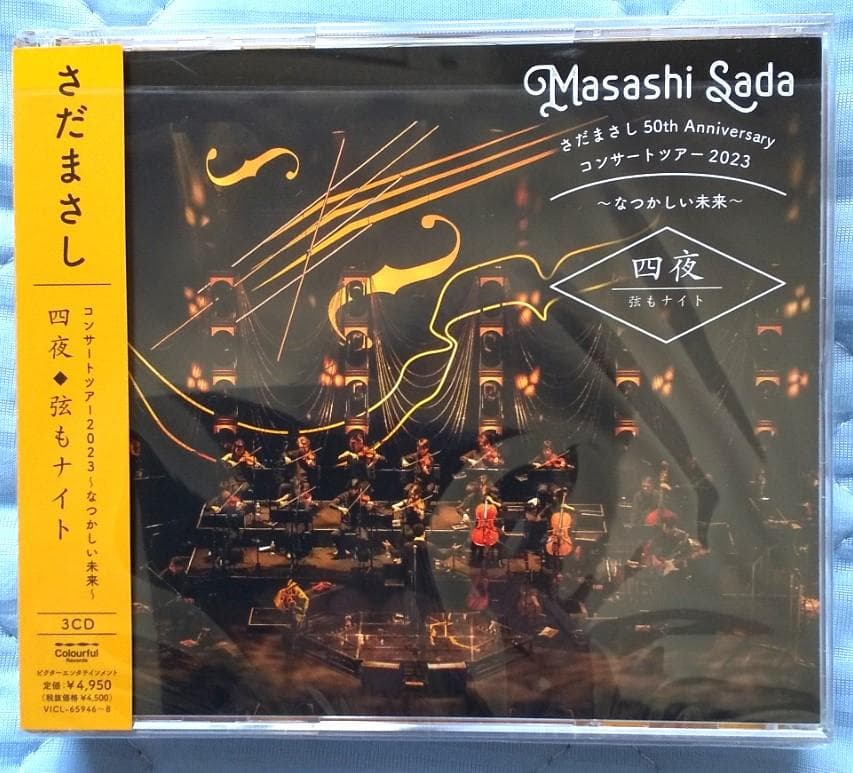 さだまさし
コンサートツアー2023〜なつかしい未来〜
四夜◆弦もナイト
3CD
Colourful
Records
ビクターエンタテインメント
定価:¥4,950
(税抜価格 ¥4,500)
VICL-65946〜8
Masashi Sada
さだまさし 50th Anniversary
コンサートツアー2023
〜なつかしい未来〜
四夜
弦もナイト